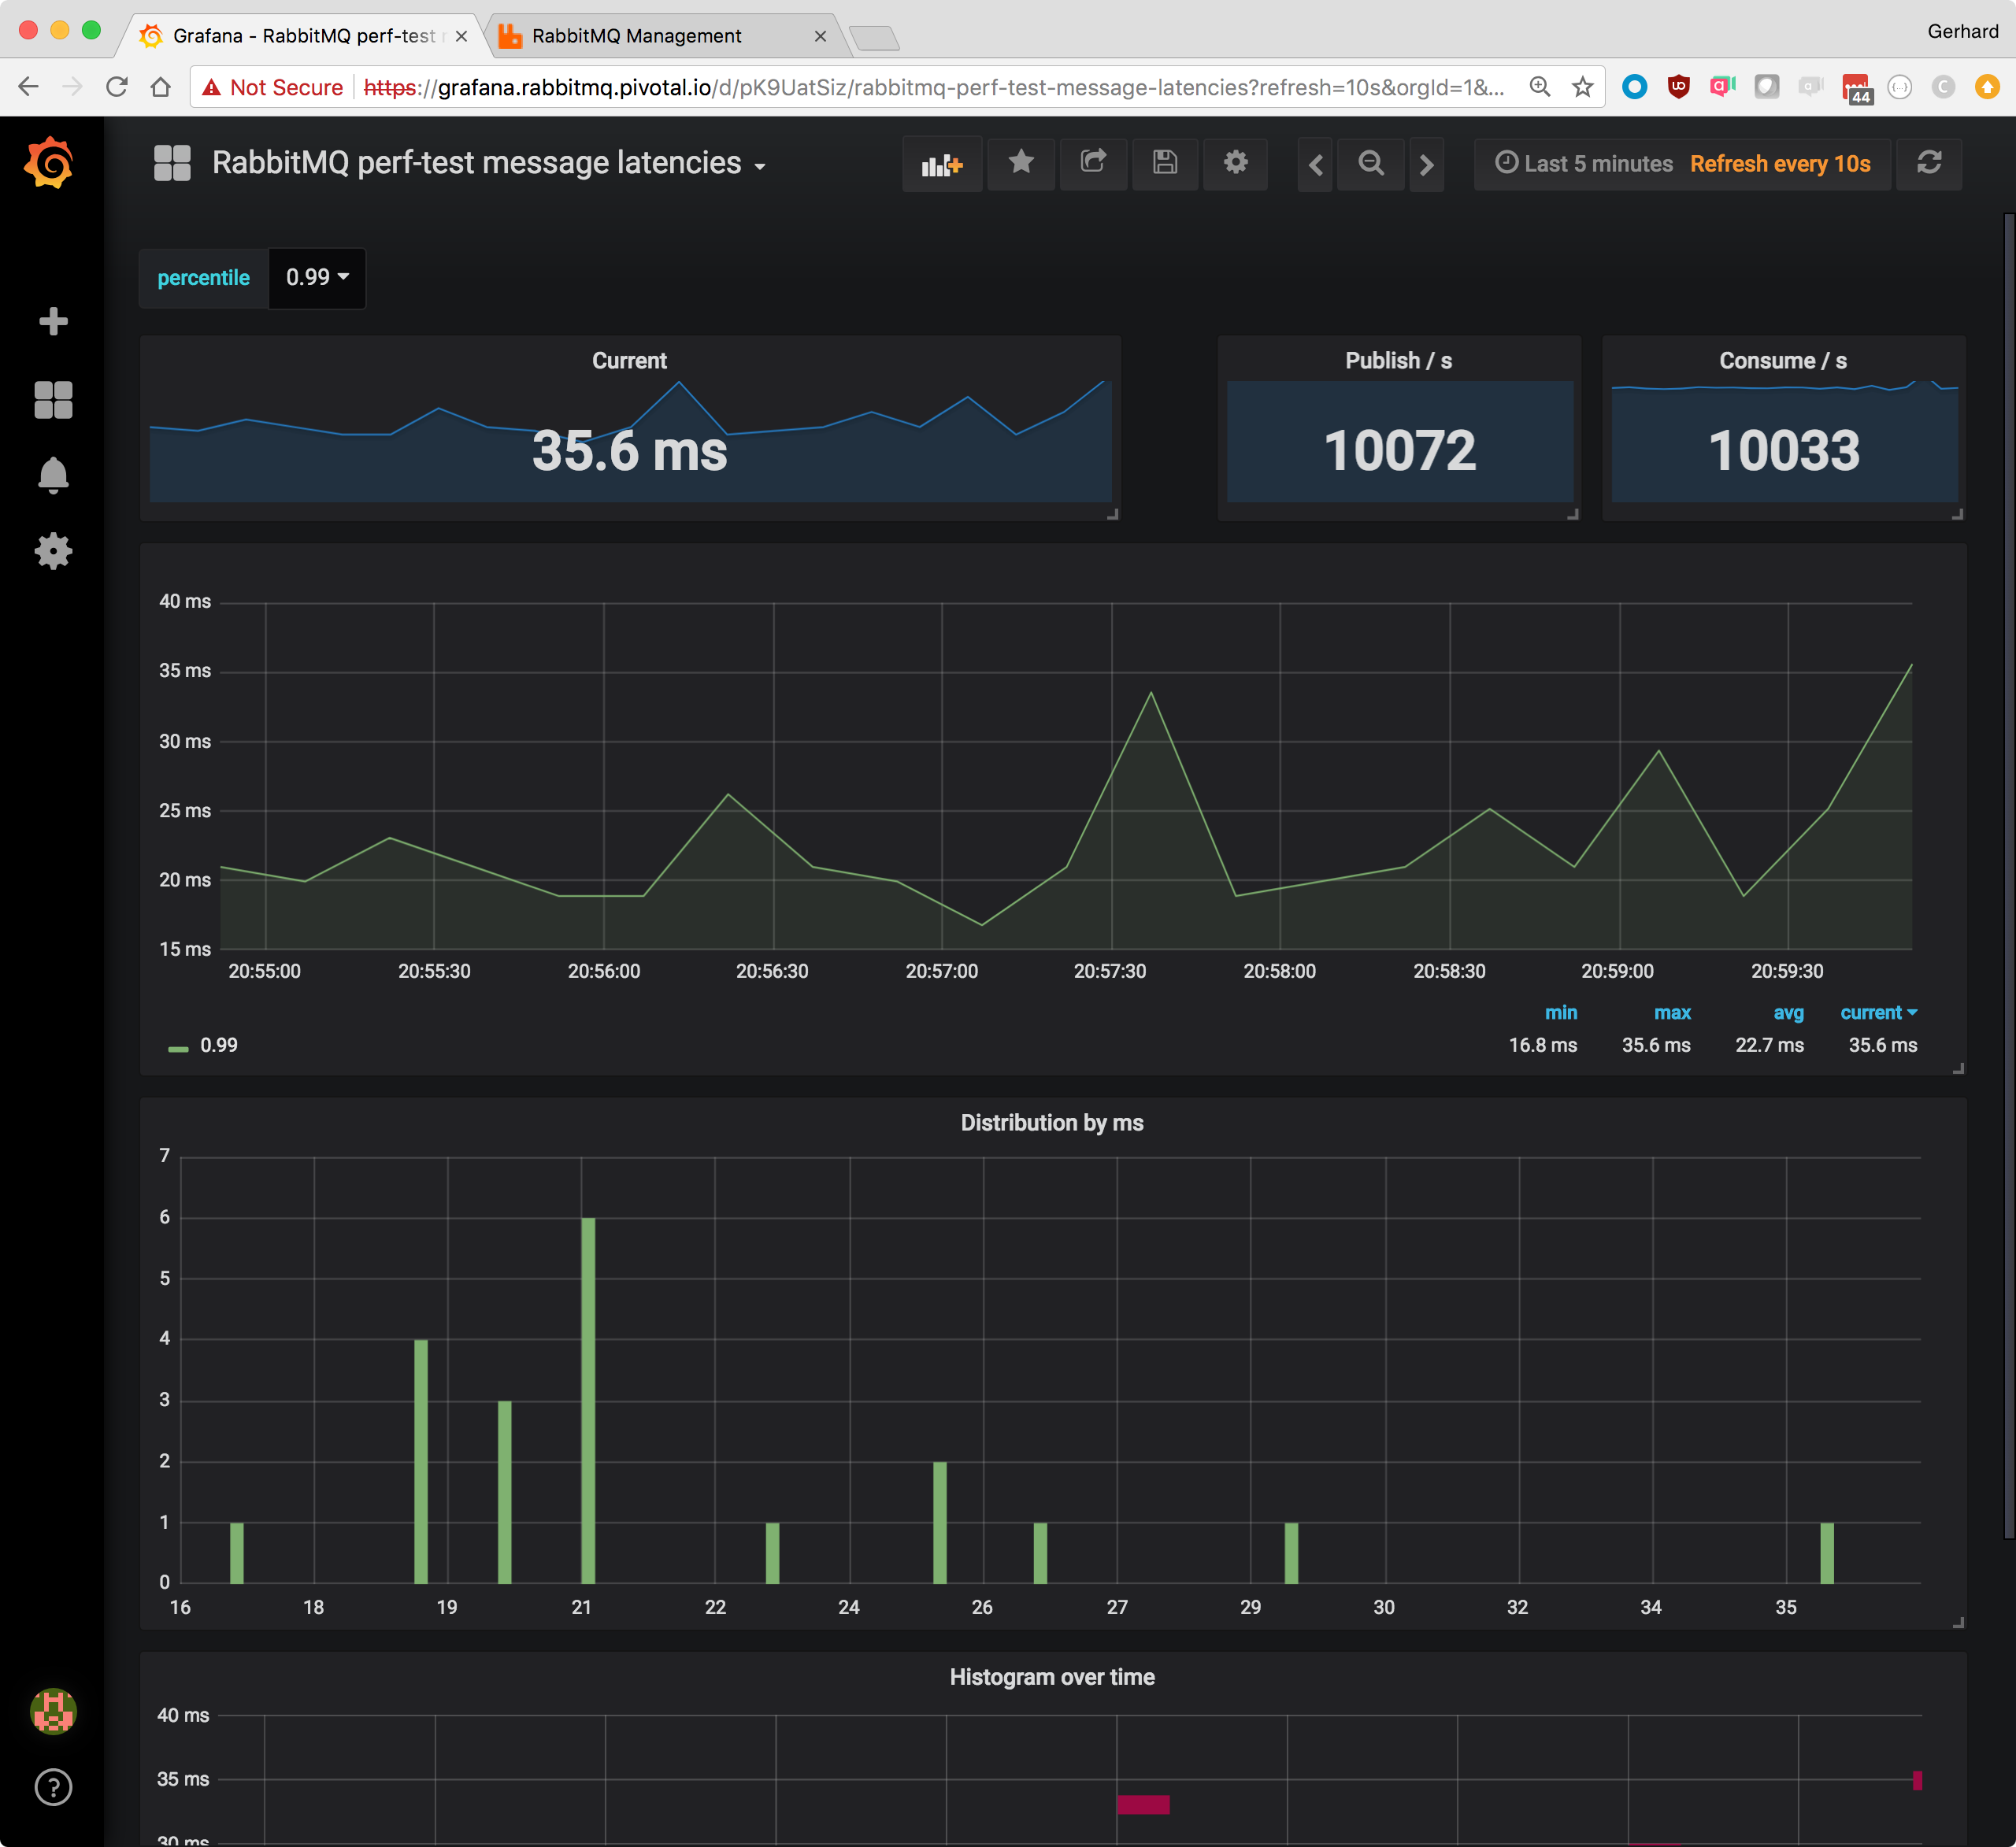 Gerhard
Grafana - RabbitMQ perf-test
RabbitMQ Management
Not Secure
https://grafana.rabbitmq.pivotal.io/d/pK9UatSiz/rabbitmq-perf-test-message-latencies?refresh=10s&orgId=1&...
44
RabbitMQ perf-test message latencies
Last 5 minutes Refresh every 10s
percentile 0.99
Current
35.6 ms
Publish / s
10072
Consume / s
10033
40 ms
35 ms
30 ms
25 ms
20 ms
15 ms
20:55:00 20:55:30 20:56:00 20:56:30 20:57:00 20:57:30 20:58:00 20:58:30 20:59:00 20:59:30
min max avg current
0.99 16.8 ms 35.6 ms 22.7 ms 35.6 ms
Distribution by ms
7
6
5
4
3
2
1
0
16 18 19 21 22 24 26 27 29 30 32 34 35
Histogram over time
40 ms
35 ms
30 ms